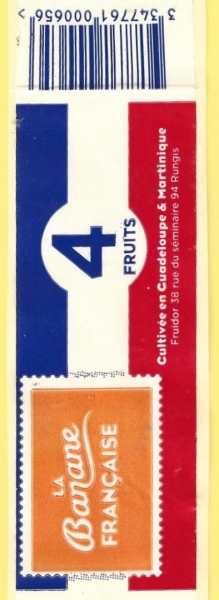 LA
Banane
FRANÇAISE
4
FRUITS
Cultivée en Guadeloupe & Martinique
Fruidor 38 rue du séminaire 94 Rungis
3 347761 000656 >